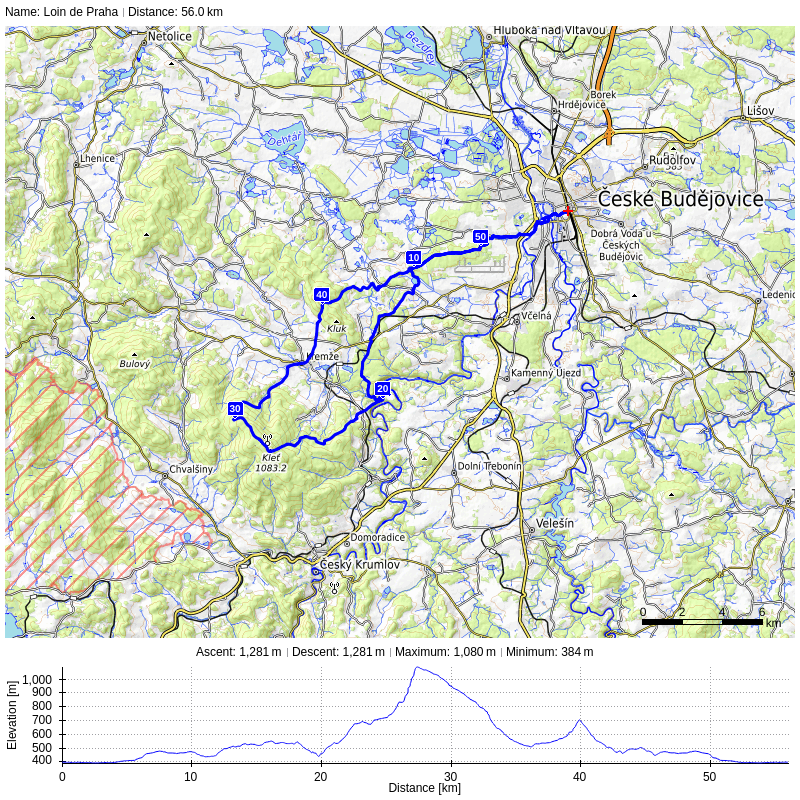 Name: Loin de Praha | Distance: 56.0 km
Netolice
Bezdrev
Hluboká nad Vltavou
Borek
Hrdějovice
Lišov
Dehtář
Lhenice
Rudolfov
České Budějovice
Dobrá Voda u
Českých
Budějovic
50
10
40
Ledenice
Kluk
Včelná
Bulový
Křemže
Kamenný Újezd
20
30
Kleť
1083.2
Chvalšiny
Dolní Třebonín
Velešín
Domoradice
Český Krumlov
0 2 4 6
km
Ascent: 1,281 m | Descent: 1,281 m | Maximum: 1,080 m | Minimum: 384 m
Elevation [m]
1,000
900
800
700
600
500
400
0 10 20 30 40 50
Distance [km]